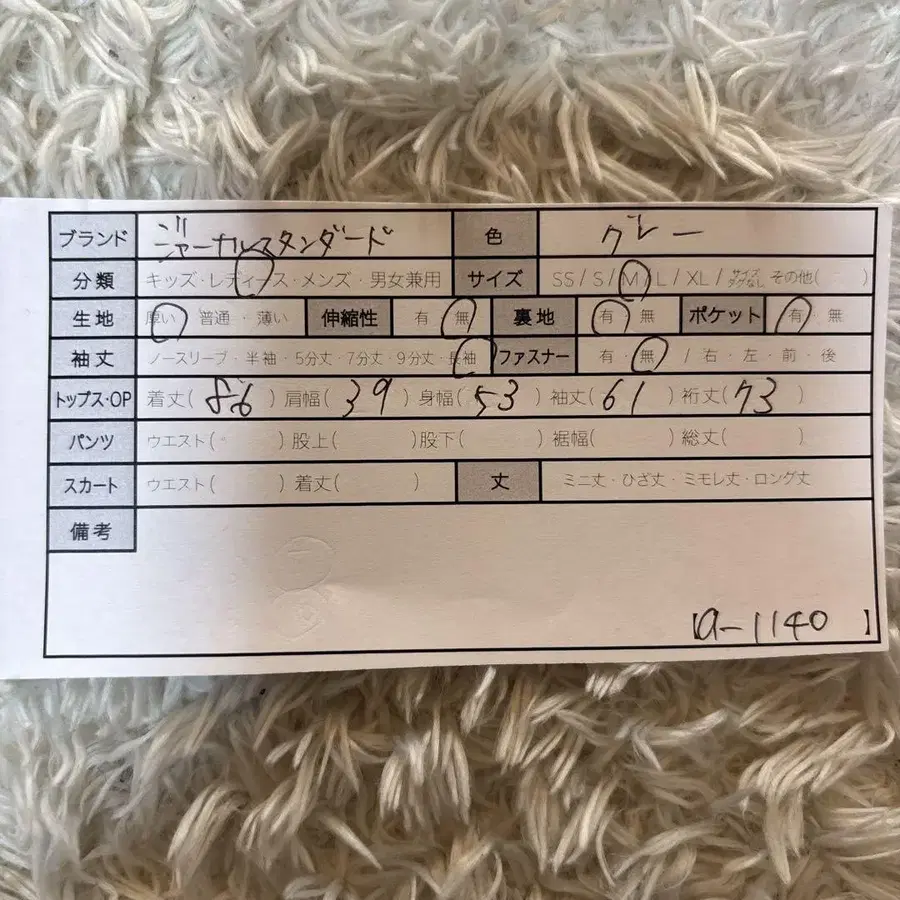 ブランド ジャーナルスタンダード 色 グレー
分類 キッズ・レディース・メンズ・男女兼用 サイズ SS / S / M / L / XL / サイズタグなし その他( )
生地 厚い・普通・薄い 伸縮性 有・無 裏地 有・無 ポケット 有・無
袖丈 ノースリーブ・半袖・5分丈・7分丈・9分丈・長袖 ファスナー 有・無 / 右・左・前・後
トップス・OP 着丈( 86 ) 肩幅( 39 ) 身幅( 53 ) 袖丈( 61 ) 裄丈( 73 )
パンツ ウエスト( ) 股上( ) 股下( ) 裾幅( ) 総丈( )
スカート ウエスト( ) 着丈( ) 丈 ミニ丈・ひざ丈・ミモレ丈・ロング丈
備考
【a-1140 】